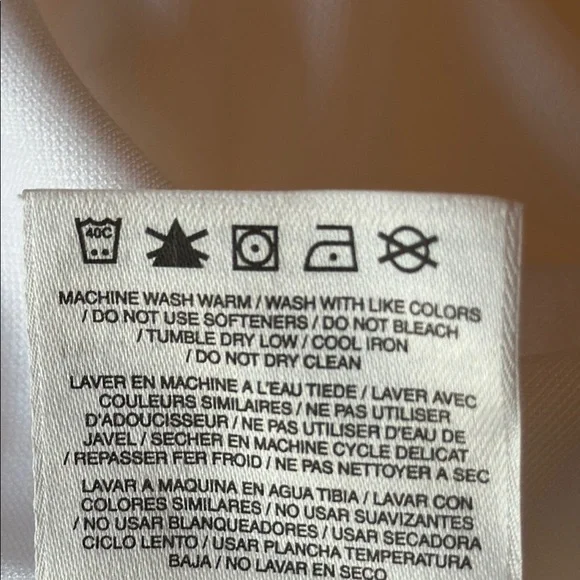 40C
MACHINE WASH WARM / WASH WITH LIKE COLORS
/ DO NOT USE SOFTENERS / DO NOT BLEACH
/ TUMBLE DRY LOW / COOL IRON
/ DO NOT DRY CLEAN
LAVER EN MACHINE A L'EAU TIEDE / LAVER AVEC
COULEURS SIMILAIRES / NE PAS UTILISER
D'ADOUCISSEUR / NE PAS UTILISER D'EAU DE
JAVEL / SECHER EN MACHINE CYCLE DELICAT
/ REPASSER FER FROID / NE PAS NETTOYER A SEC
LAVAR A MAQUINA EN AGUA TIBIA / LAVAR CON
COLORES SIMILARES / NO USAR SUAVIZANTES
/ NO USAR BLANQUEADORES / USAR SECADORA
CICLO LENTO / USAR PLANCHA TEMPERATURA
BAJA / NO LAVAR EN SECO